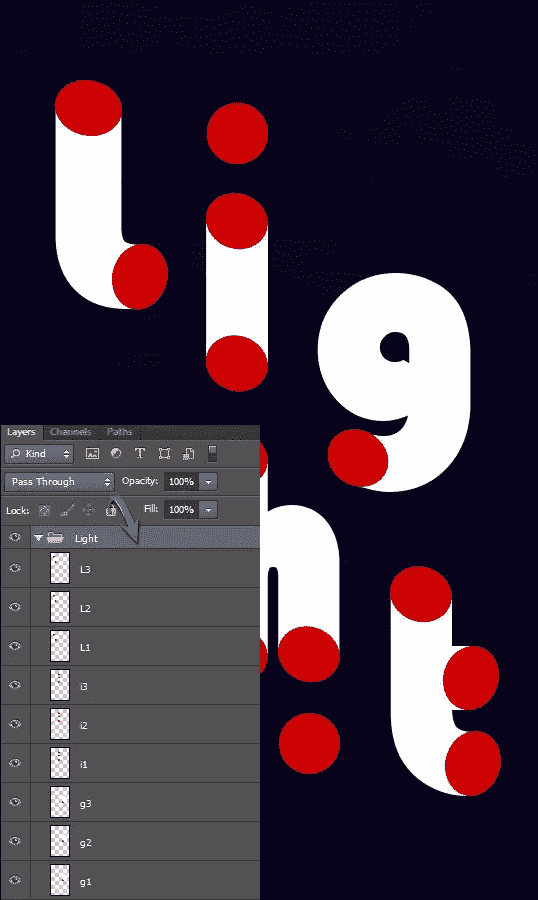 Light
Layers Channels Paths
Kind
Pass Through Opacity: 100%
Lock: Fill: 100%
Light
L3
L2
L1
i3
i2
i1
g3
g2
g1